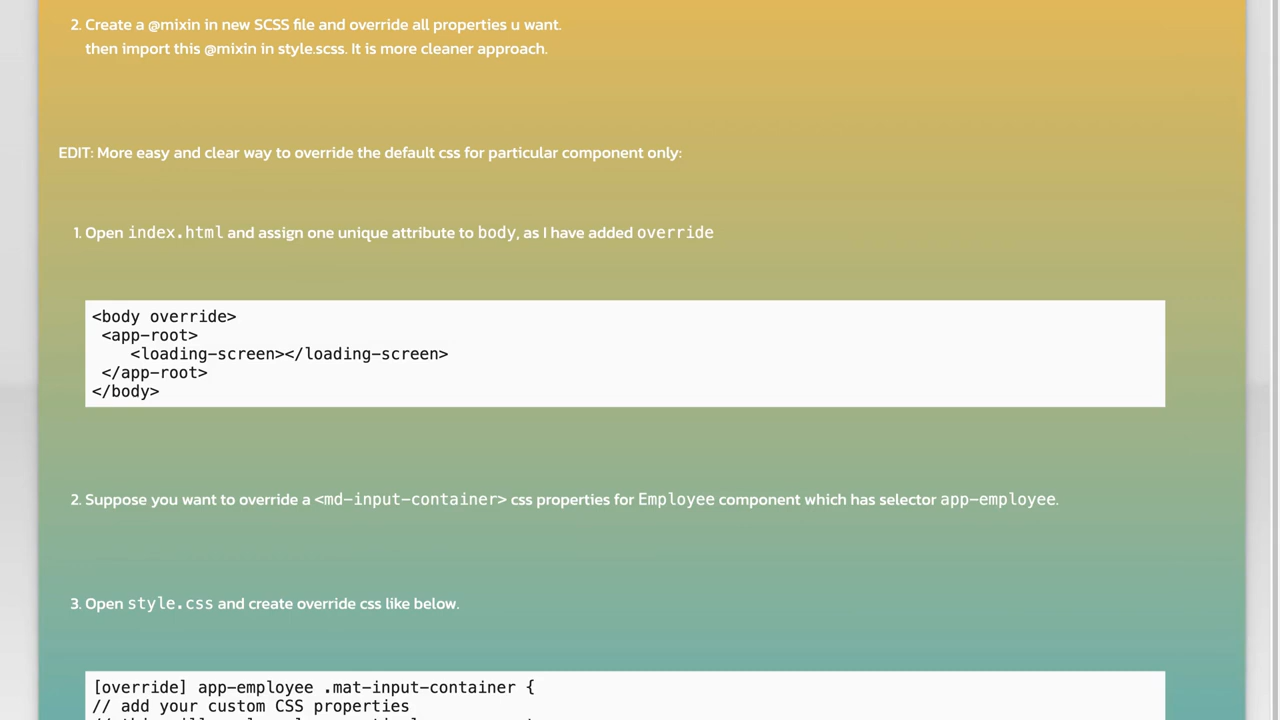 2. Create a @mixin in new SCSS file and override all properties u want.
then import this @mixin in style.scss. It is more cleaner approach.
EDIT: More easy and clear way to override the default css for particular component only:
1. Open index.html and assign one unique attribute to body, as I have added override
<body override>
 <app-root>
    <loading-screen></loading-screen>
 </app-root>
</body>
2. Suppose you want to override a <md-input-container> css properties for Employee component which has selector app-employee.
3. Open style.css and create override css like below.
[override] app-employee .mat-input-container {
// add your custom CSS properties